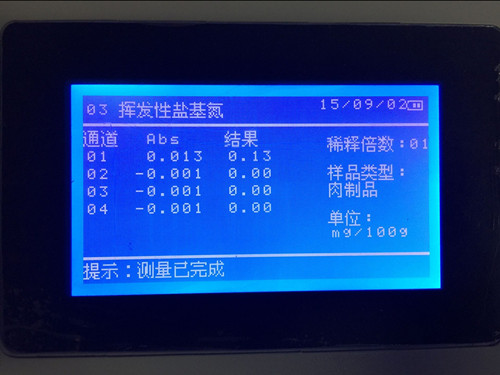 03 挥发性盐基氮 15/09/02
通道 Abs 结果
01 0.013 0.13
02 -0.001 0.00
03 -0.001 0.00
04 -0.001 0.00
稀释倍数:01
样品类型:
肉制品
单位:
mg/100g
提示:测量已完成